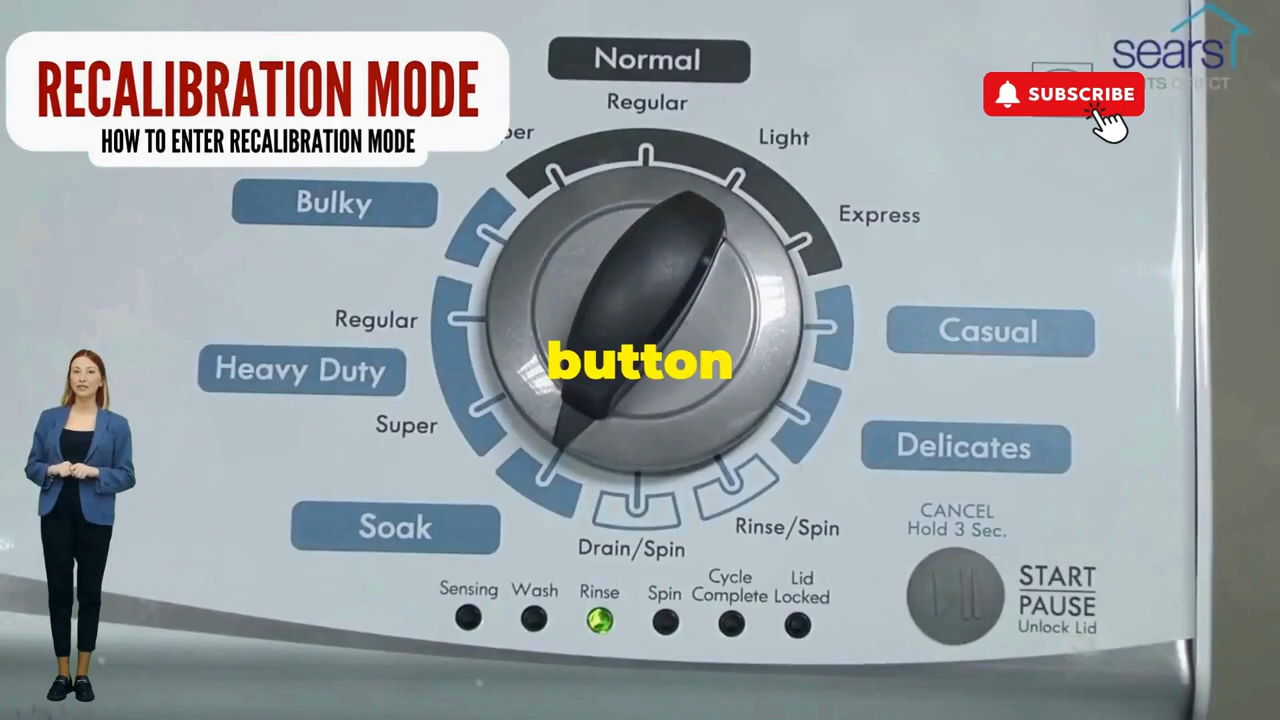 RECALIBRATION MODE
HOW TO ENTER RECALIBRATION MODE
sears
SUBSCRIBE
Normal
Regular
Light
Express
Bulky
Regular
Heavy Duty
Super
Casual
Delicates
button
Soak
Drain/Spin
Rinse/Spin
CANCEL
Hold 3 Sec.
Sensing
Wash
Rinse
Spin
Cycle
Complete
Lid
Locked
START
PAUSE
Unlock Lid